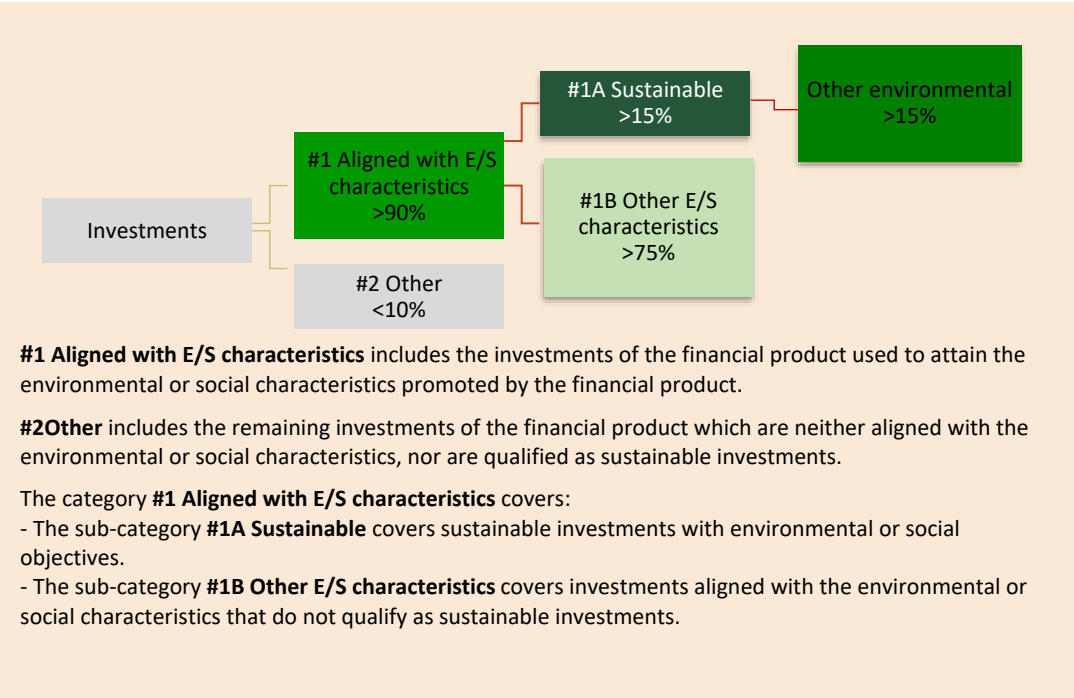 #1A Sustainable
>15%
Other environmental
>15%
#1 Aligned with E/S
characteristics
>90%
#1B Other E/S
characteristics
>75%
Investments
#2 Other
<10%
#1 Aligned with E/S characteristics includes the investments of the financial product used to attain the
environmental or social characteristics promoted by the financial product.
#2Other includes the remaining investments of the financial product which are neither aligned with the
environmental or social characteristics, nor are qualified as sustainable investments.
The category #1 Aligned with E/S characteristics covers:
- The sub-category #1A Sustainable covers sustainable investments with environmental or social
objectives.
- The sub-category #1B Other E/S characteristics covers investments aligned with the environmental or
social characteristics that do not qualify as sustainable investments.